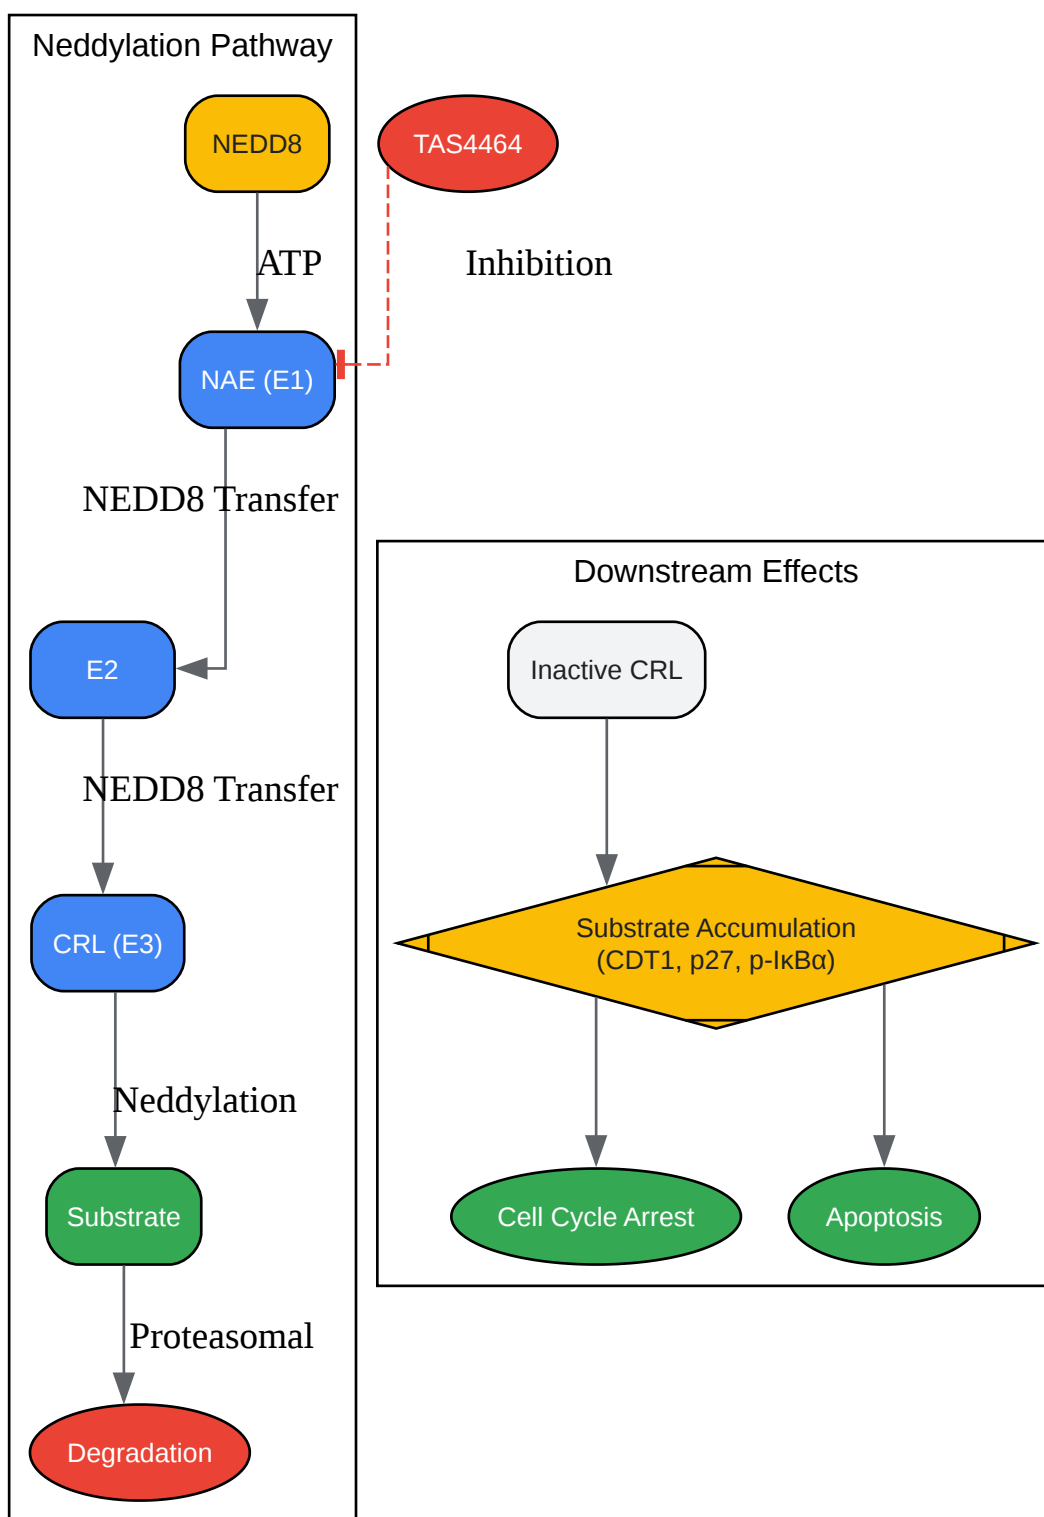 Neddylation Pathway
NEDD8
TAS4464
ATP
Inhibition
NAE (E1)
NEDD8 Transfer
E2
NEDD8 Transfer
CRL (E3)
Neddylation
Substrate
Proteasomal
Degradation
Downstream Effects
Inactive CRL
Substrate Accumulation
(CDT1, p27, p-IκBα)
Cell Cycle Arrest
Apoptosis